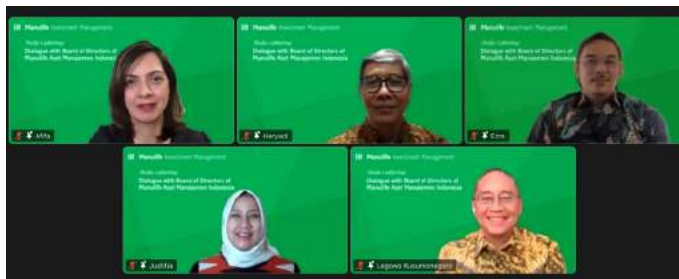 Manulife Investment Management
Media Gathering
Dialogue with Board of Directors of
Manulife Aset Manajemen Indonesia
Afifa
Manulife Investment Management
Media Gathering
Dialogue with Board of Directors of
Manulife Aset Manajemen Indonesia
Haryadi
Manulife Investment Management
Media Gathering
Dialogue with Board of Directors of
Manulife Aset Manajemen Indonesia
Ezra
Manulife Investment Management
Media Gathering
Dialogue with Board of Directors of
Manulife Aset Manajemen Indonesia
Justitia
Manulife Investment Management
Media Gathering
Dialogue with Board of Directors of
Manulife Aset Manajemen Indonesia
Legowo Kusumonegoro